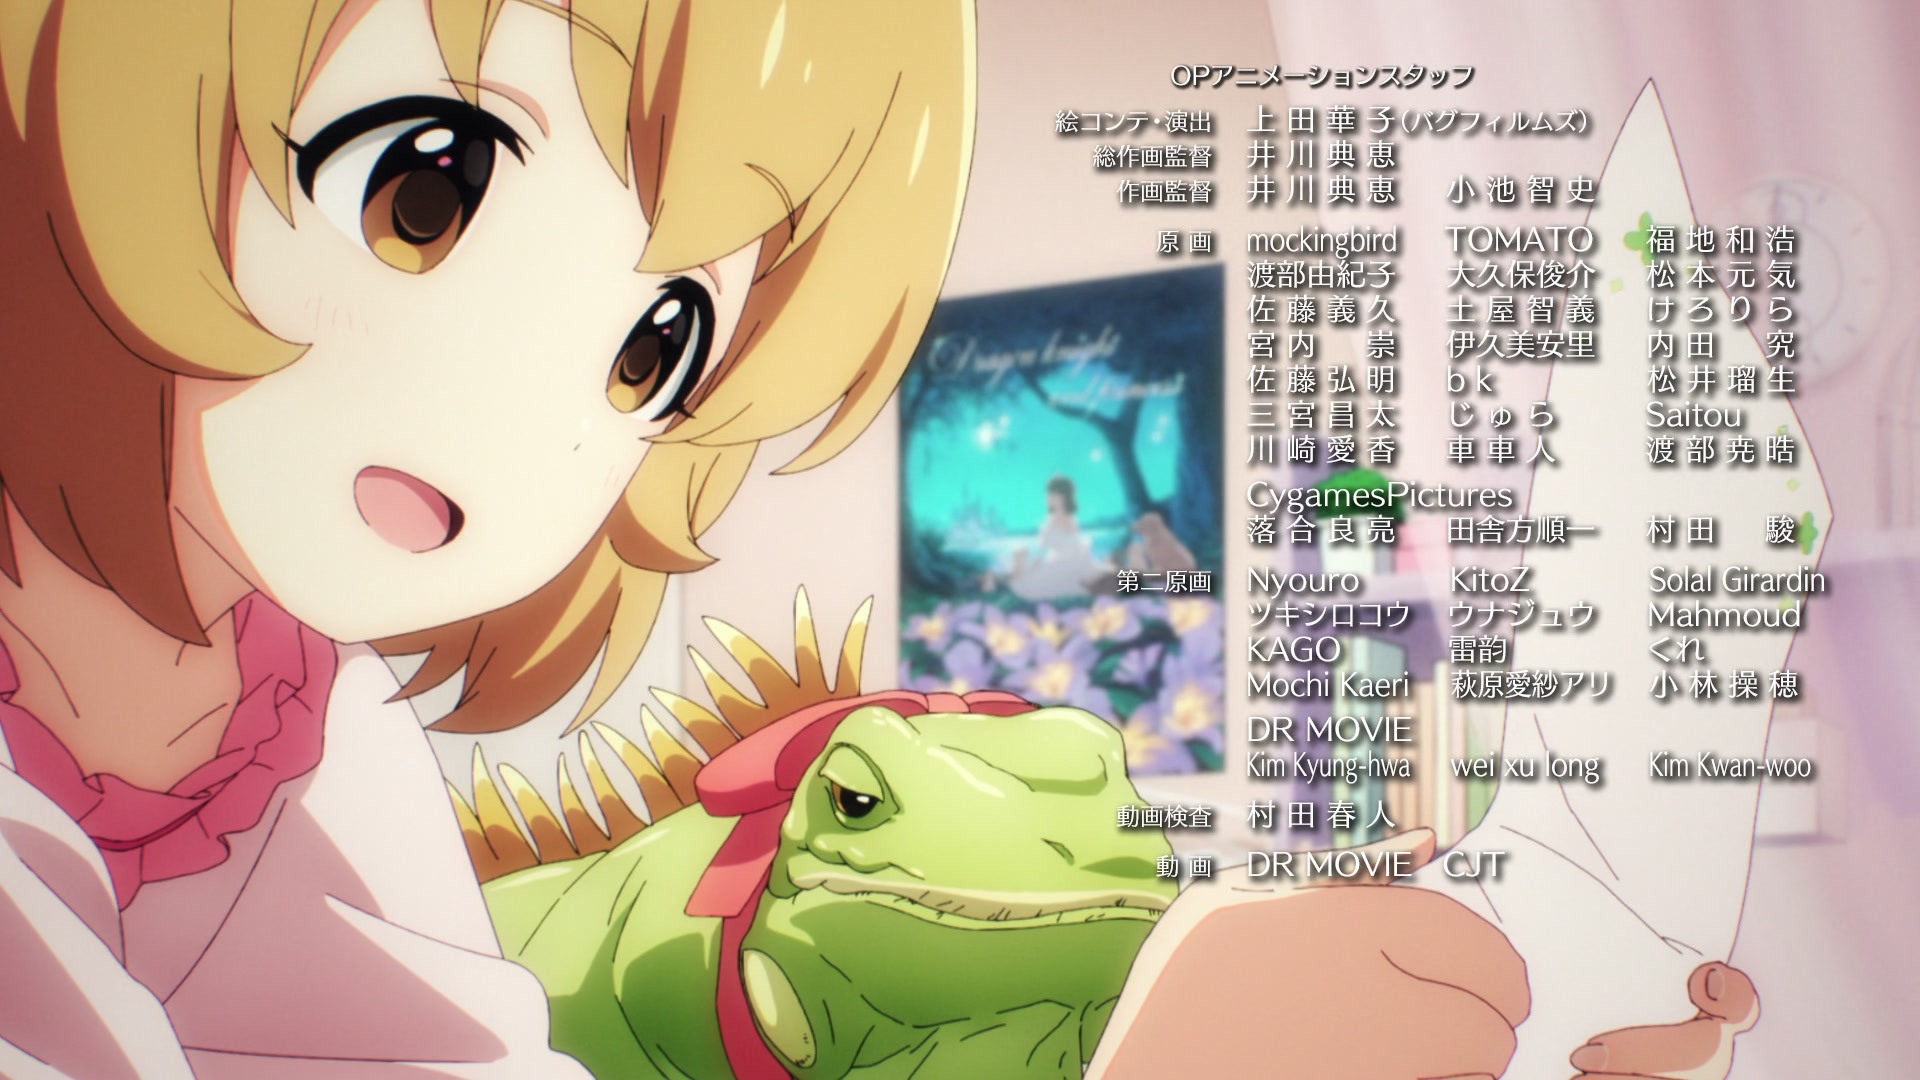 OPアニメーションスタッフ
絵コンテ・演出 上田華子(バグフィルムズ)
総作画監督 井川典恵
作画監督 井川典恵 小池智史
原画 mockingbird TOMATO 福地和浩
渡部由紀子 大久保俊介 松本元気
佐藤義久 土屋智義 けろりら
宮内崇 伊久美安里 内田究
佐藤弘明 bk 松井瑠生
三宮昌太 じゅら Saitou
川崎愛香 車車人 渡部尭晧
CygamesPictures
落合良亮 田舎方順一 村田駿
第二原画 Nyouro KitoZ Solal Girardin
ツキシロコウ ウナジュウ Mahmoud
KAGO 雷韵 くれ
Mochi Kaeri 萩原愛紗アリ 小林操穂
DR MOVIE
Kim Kyung-hwa wei xu long Kim Kwan-woo
動画検査 村田春人
動画 DR MOVIE CJT
Dragon knight
and